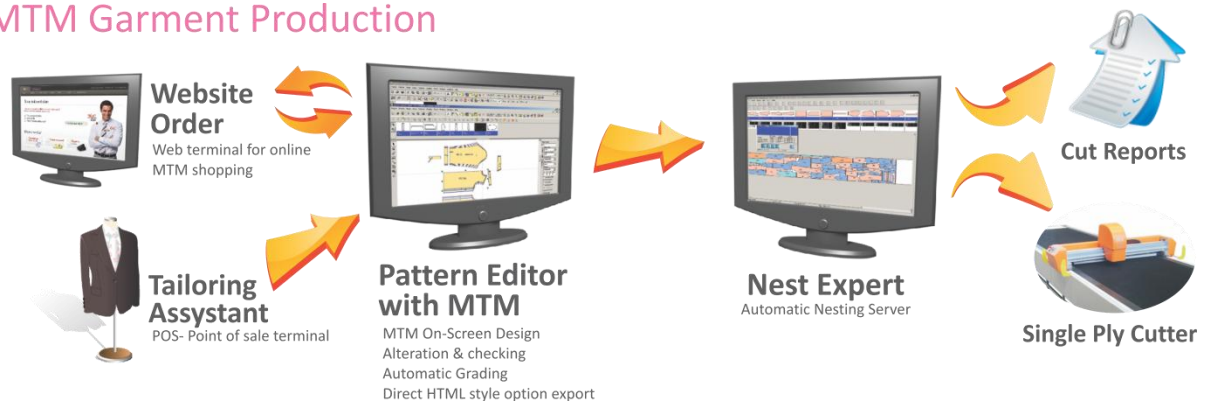 MTM Garment Production
Website
Order
Web terminal for online
MTM shopping
Tailoring
Assystant
POS- Point of sale terminal
Pattern Editor
with MTM
MTM On-Screen Design
Alteration & checking
Automatic Grading
Direct HTML style option export
Nest Expert
Automatic Nesting Server
Cut Reports
Single Ply Cutter